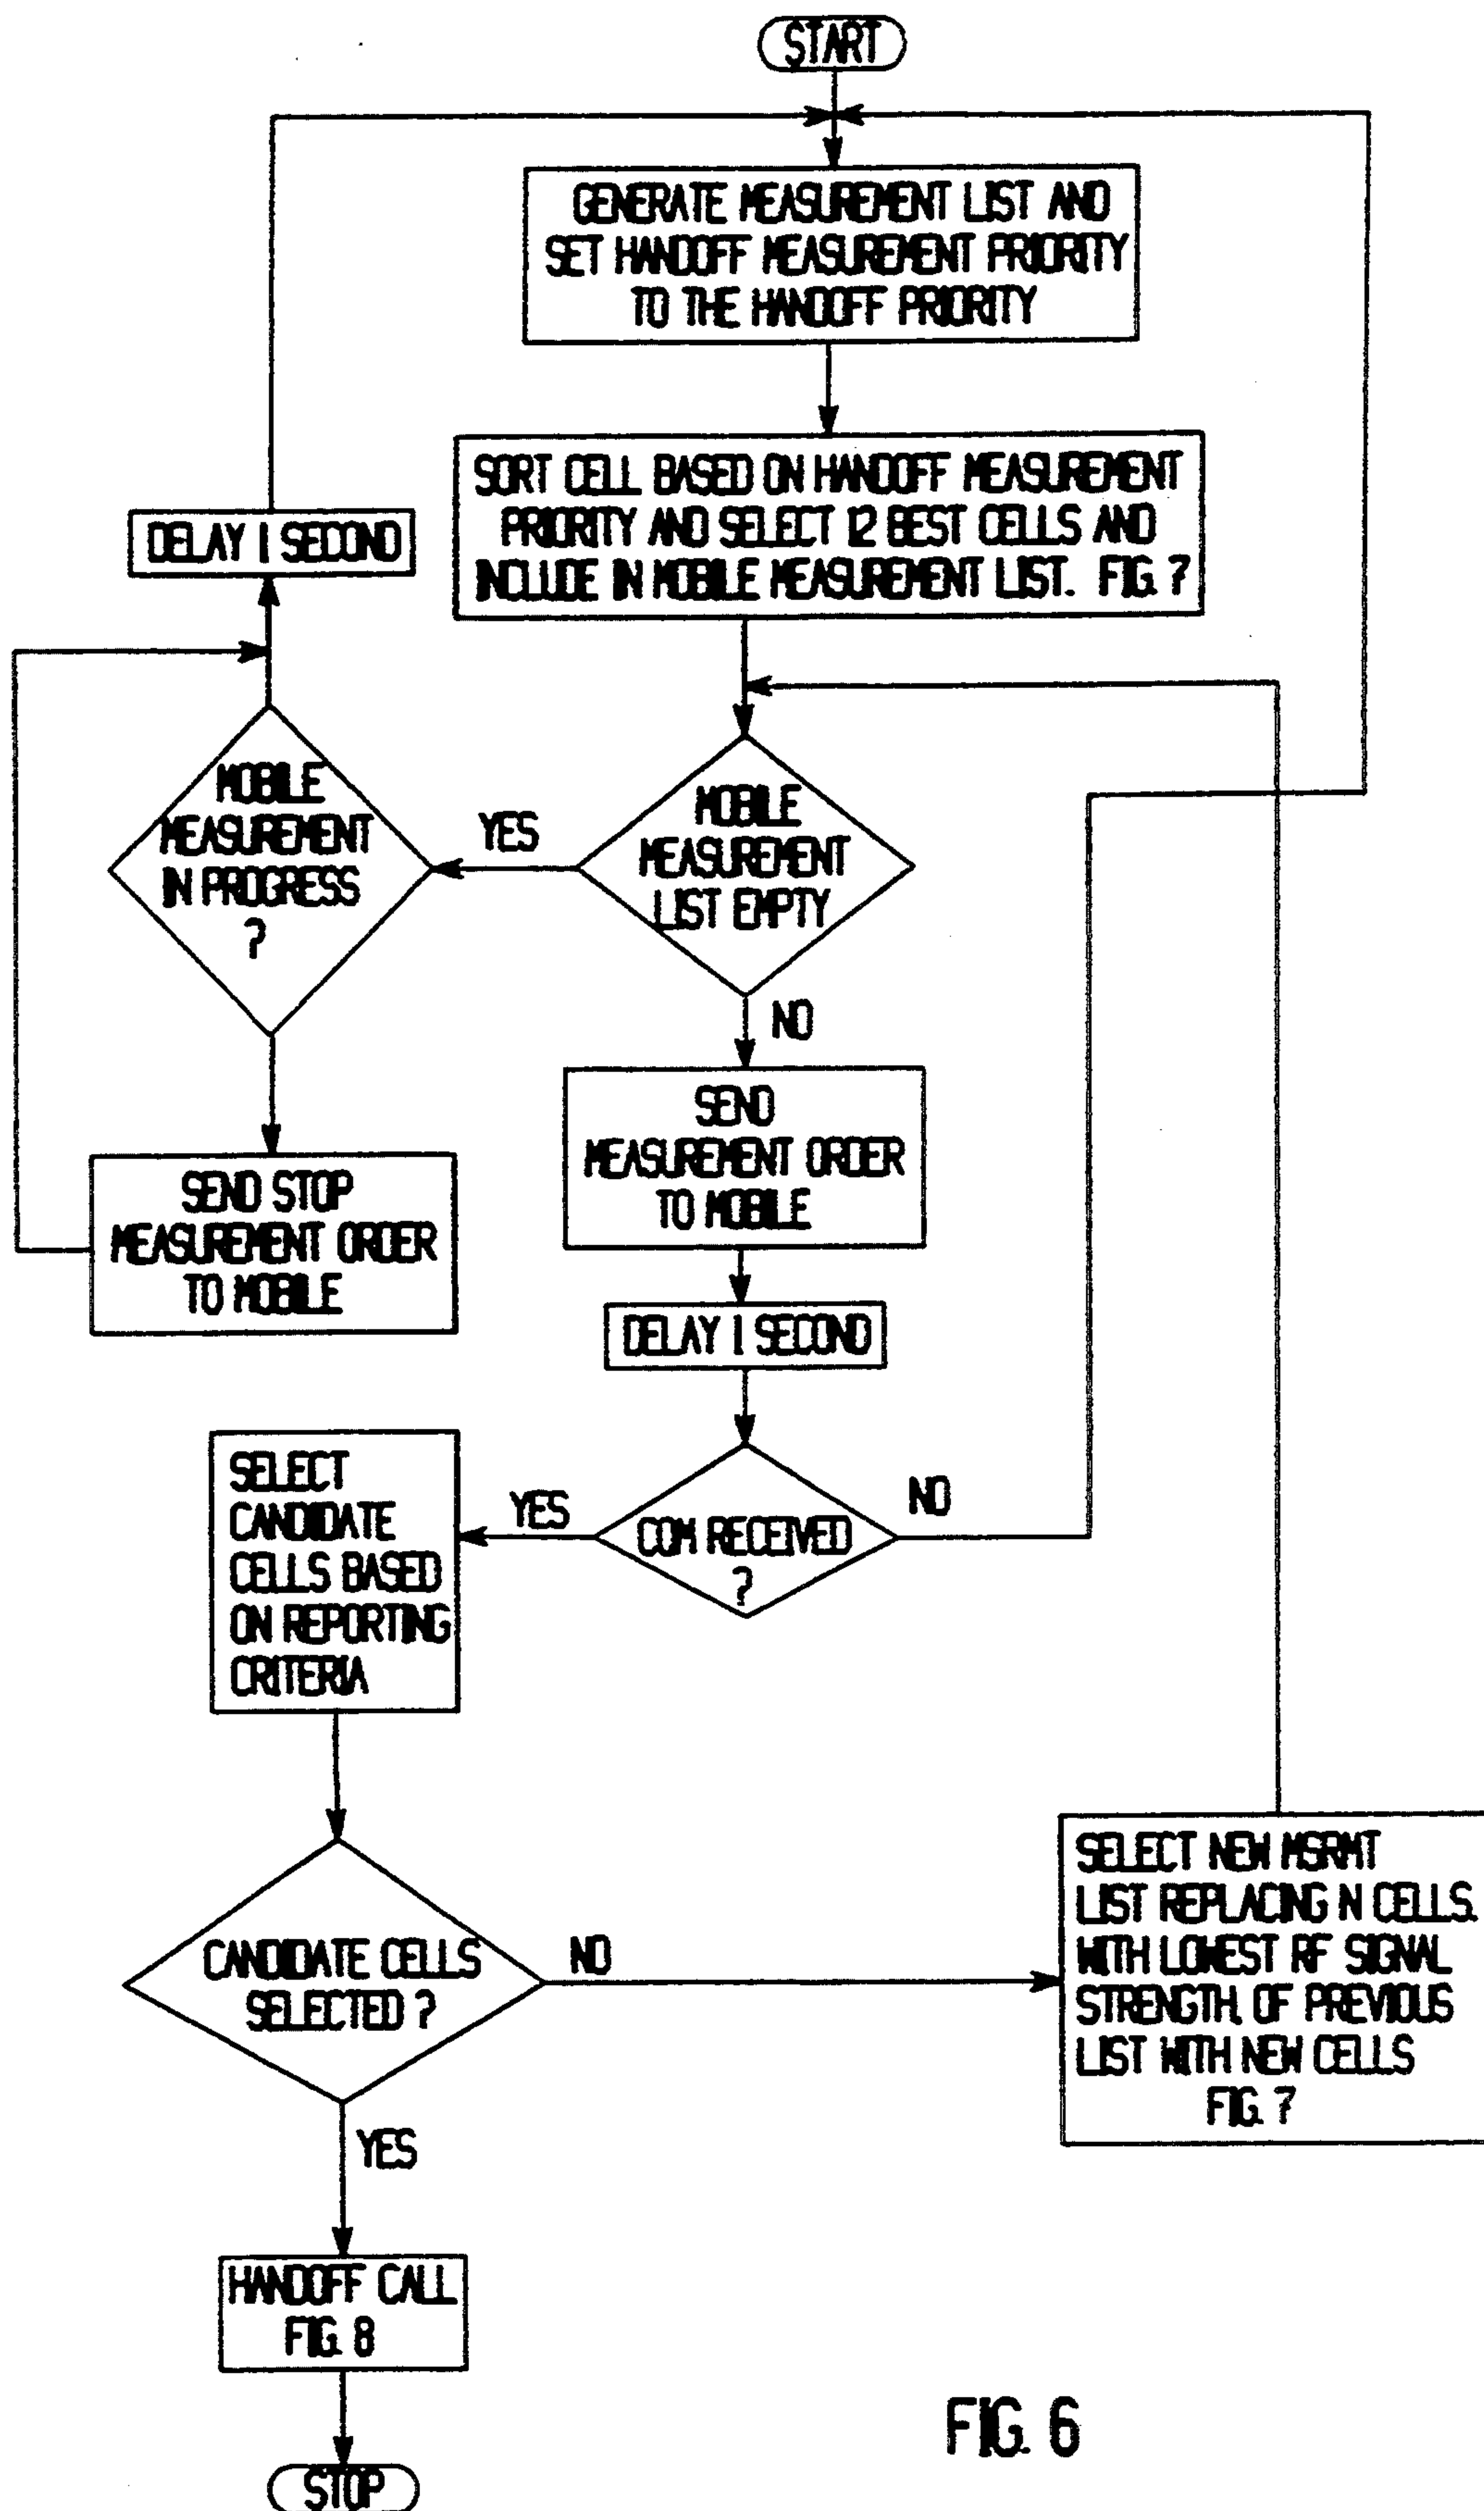 START
GENERATE MEASUREMENT LIST AND
SET HANDOFF MEASUREMENT PRIORITY
TO THE HANDOFF PRIORITY
SORT CELL BASED ON HANDOFF MEASUREMENT
PRIORITY AND SELECT 12 BEST CELLS AND
INCLUDE IN MOBILE MEASUREMENT LIST. FIG. 7
DELAY 1 SECOND
MOBILE
MEASUREMENT
IN PROGRESS
?
YES
MOBILE
MEASUREMENT
LIST EMPTY
NO
SEND STOP
MEASUREMENT ORDER
TO MOBILE
SEND
MEASUREMENT ORDER
TO MOBILE
DELAY 1 SECOND
COM RECEIVED
?
YES
NO
SELECT
CANDIDATE
CELLS BASED
ON REPORTING
CRITERIA
CANDIDATE CELLS
SELECTED ?
NO
SELECT NEW MSRMT
LIST REPLACING N CELLS.
WITH LOWEST RF SIGNAL
STRENGTH. OF PREVIOUS
LIST WITH NEW CELLS
FIG. 7
YES
HANDOFF CALL
FIG. 8
STOP
FIG. 6